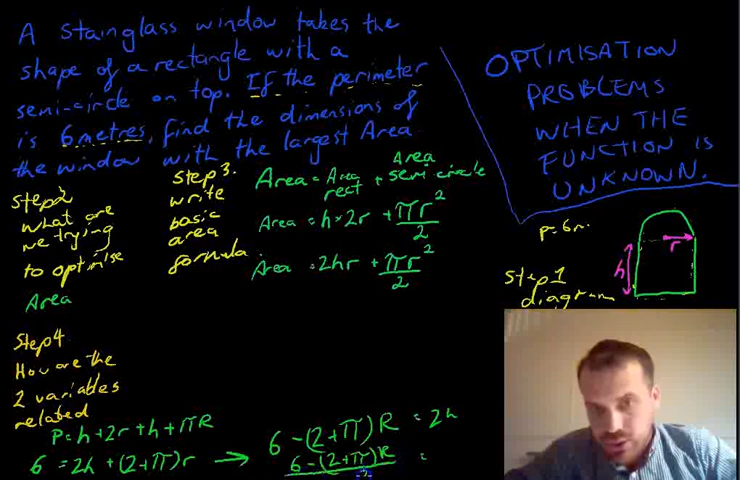 A stainglass window takes the
shape of a rectangle with a
semi-circle on top. If the perimeter
is 6 metres, find the dimensions of
the window with the largest Area
OPTIMISATION
PROBLEMS
WHEN THE
FUNCTION IS
UNKNOWN.
Step 2
what are
we trying
to optimise
Area
Step 3.
write
basic
area
formula
Area = Area rect + Area semi circle
Area = h × 2r + πr²/2
Area = 2hr + πr²/2
P=6m
h
r
Step 1
diagram
Step 4
How are the
2 variables
related
P = h + 2r + h + πR
6 = 2h + (2+π)r → 6 - (2+π)R = 2h
6 - (2+π)R =